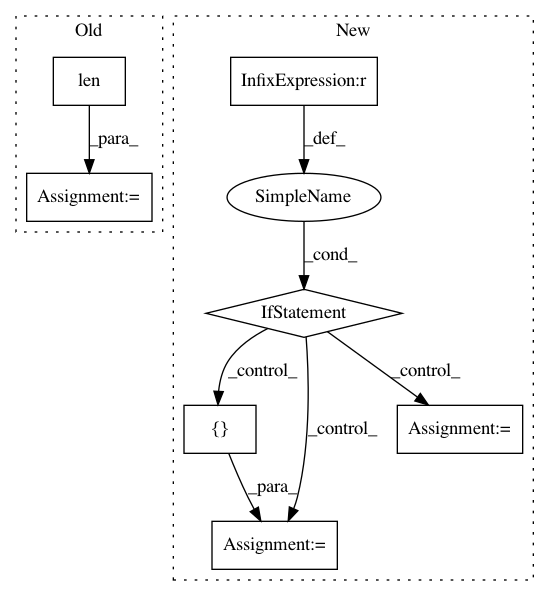 Old
New
len
InfixExpression:r
_para_
_def_
Assignment:=
SimpleName
_cond_
IfStatement
_control_
_control_
_control_
{}
Assignment:=
_para_
Assignment:=